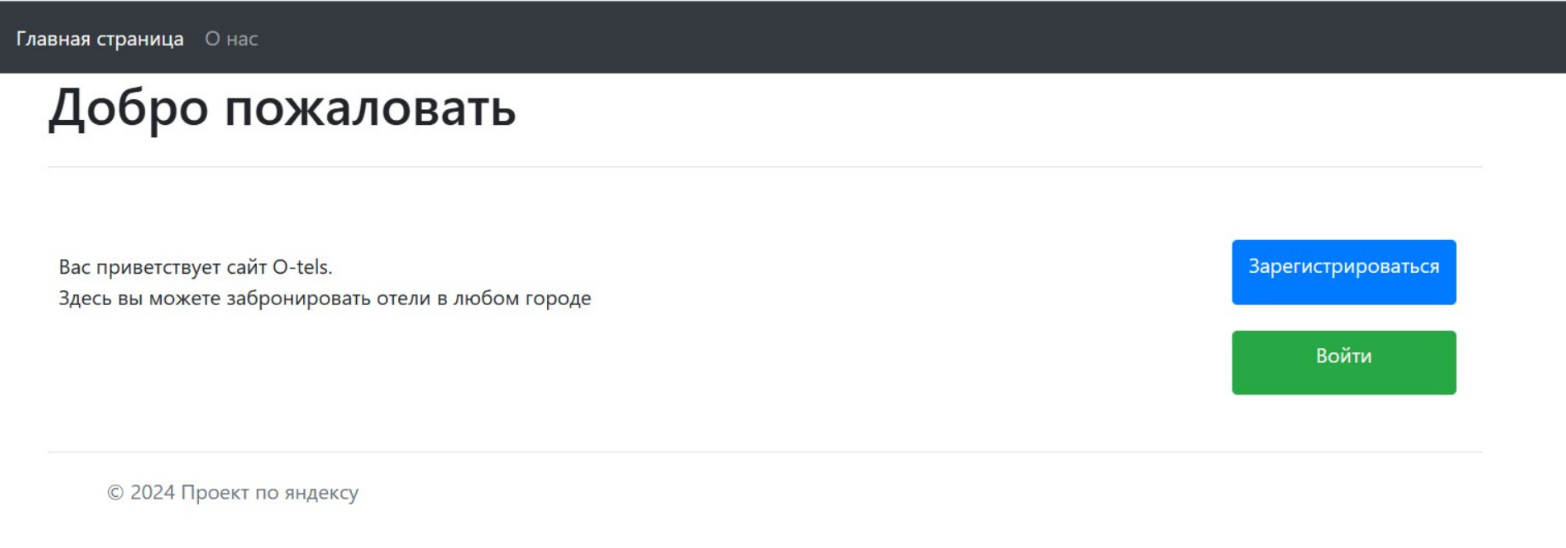 Главная страница О нас
Добро пожаловать
Вас приветствует сайт O-tels.
Здесь вы можете забронировать отели в любом городе
Зарегистрироваться
Войти
© 2024 Проект по яндексу